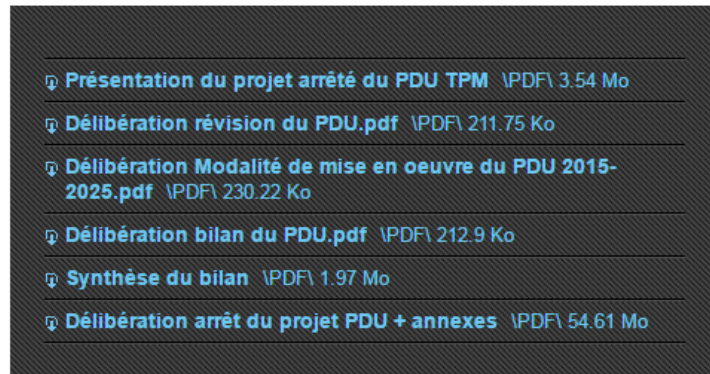 Présentation du projet arrêté du PDU TPM \PDF\ 3.54 Mo
Délibération révision du PDU.pdf \PDF\ 211.75 Ko
Délibération Modalité de mise en oeuvre du PDU 2015-
2025.pdf \PDF\ 230.22 Ko
Délibération bilan du PDU.pdf \PDF\ 212.9 Ko
Synthèse du bilan \PDF\ 1.97 Mo
Délibération arrêt du projet PDU + annexes \PDF\ 54.61 Mo